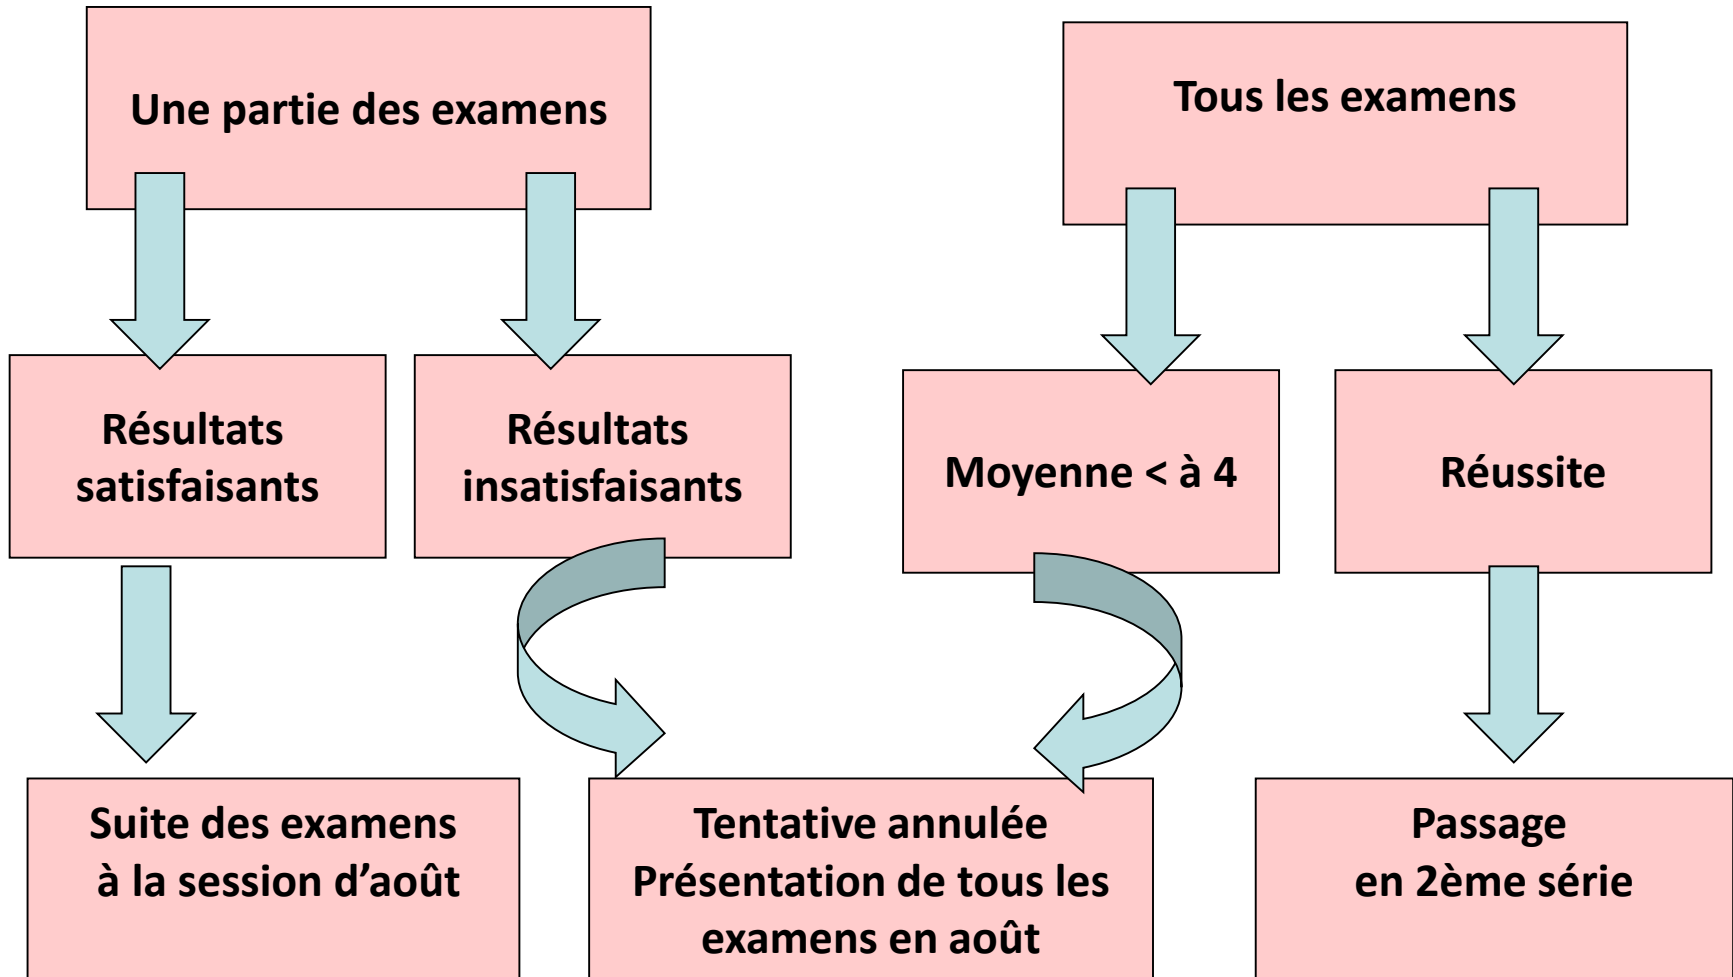 Une partie des examens
Tous les examens
Résultats
satisfaisants
Résultats
insatisfaisants
Moyenne < à 4
Réussite
Suite des examens
à la session d’août
Tentative annulée
Présentation de tous les
examens en août
Passage
en 2ème série